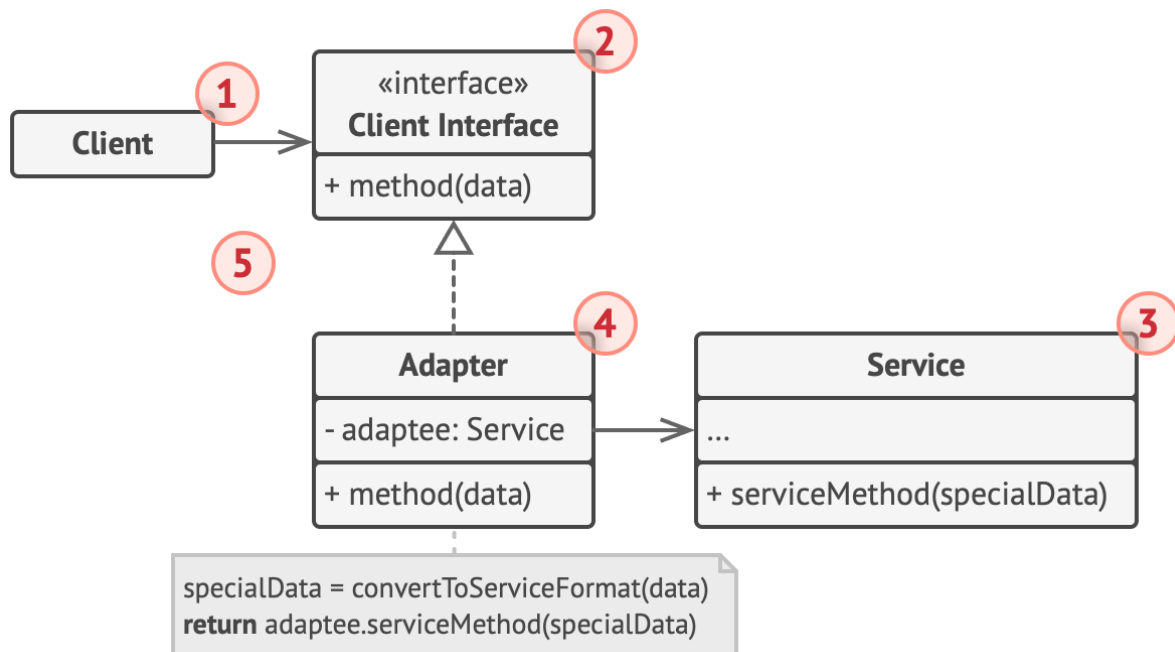 1
Client
2
«interface»
Client Interface
+ method(data)
5
4
Adapter
- adaptee: Service
+ method(data)
3
Service
...
+ serviceMethod(specialData)
specialData = convertToServiceFormat(data)
return adaptee.serviceMethod(specialData)